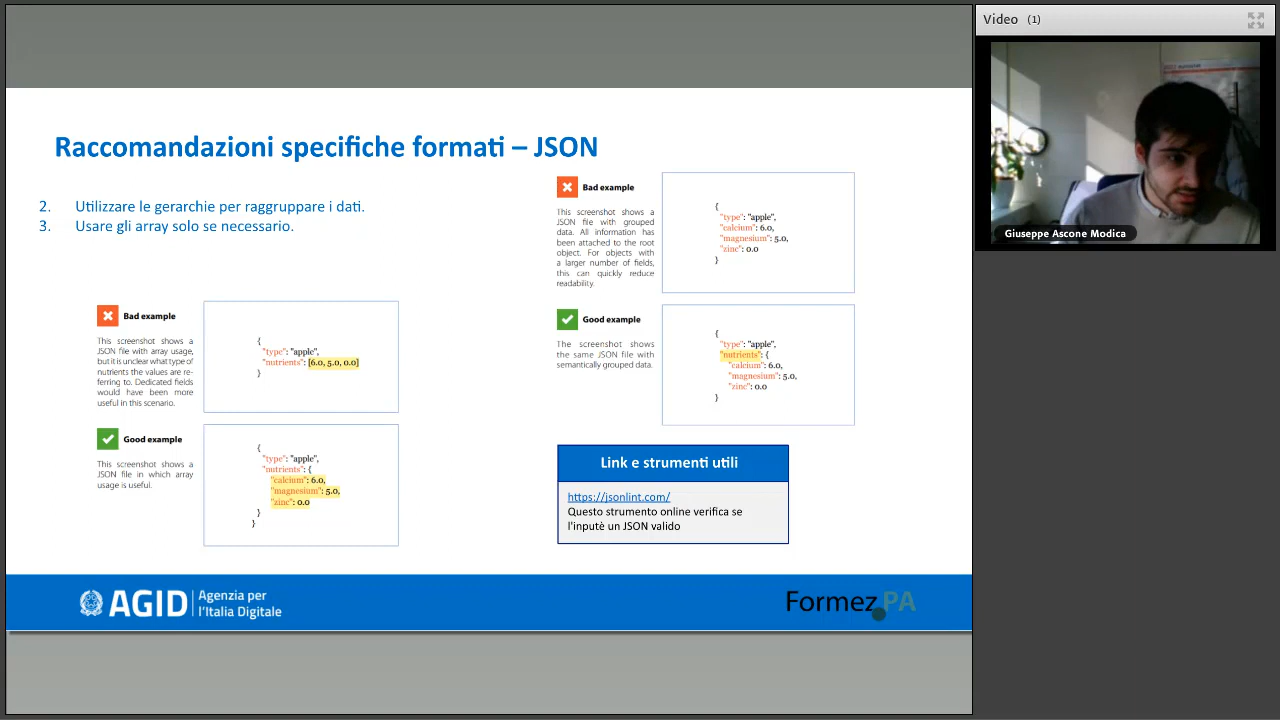 Video (1)
Giuseppe Ascone Modica
Raccomandazioni specifiche formati – JSON
2. Utilizzare le gerarchie per raggruppare i dati.
3. Usare gli array solo se necessario.
Bad example
This screenshot shows a
JSON file with array usage,
but it is unclear what type of
nutrients the values are re-
ferring to. Dedicated fields
would have been more
useful in this scenario.
{
"type": "apple",
"nutrients": [6.0, 5.0, 0.0]
}
Good example
This screenshot shows a
JSON file in which array
usage is useful.
{
"type": "apple",
"nutrients": {
"calcium": 6.0,
"magnesium": 5.0,
"zinc": 0.0
}
}
Bad example
This screenshot shows a
JSON file with grouped
data. All information has
been attached to the root
object. For objects with
a larger number of fields,
this can quickly reduce
readability.
{
"type": "apple",
"calcium": 6.0,
"magnesium": 5.0,
"zinc": 0.0
}
Good example
The screenshot shows
the same JSON file with
semantically grouped data.
{
"type": "apple",
"nutrients": {
"calcium": 6.0,
"magnesium": 5.0,
"zinc": 0.0
}
Link e strumenti utili
https://jsonlint.com/
Questo strumento online verifica se
l'inputè un JSON valido
AGID
Agenzia per
l'Italia Digitale
Formez PA